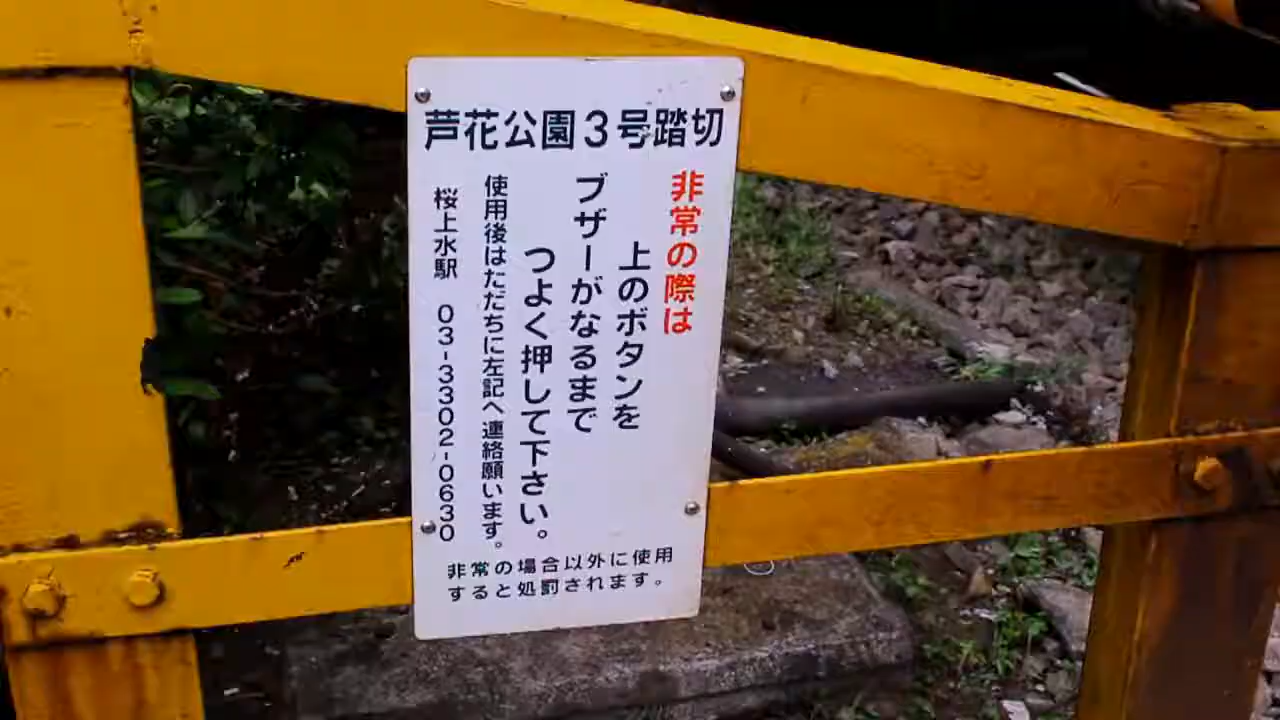 芦花公園3号踏切
非常の際は
上のボタンを
ブザーがなるまで
つよく押して下さい。
使用後はただちに左記へ連絡願います。
桜上水駅 03-3302-0630
非常の場合以外に使用
すると処罰されます。